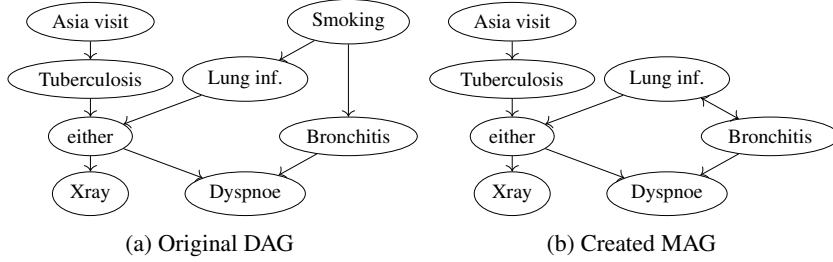 Asia visit
Smoking
Tuberculosis
Lung inf.
either
Bronchitis
Xray
Dyspnoe
(a) Original DAG
Asia visit
Tuberculosis
Lung inf.
either
Bronchitis
Xray
Dyspnoe
(b) Created MAG